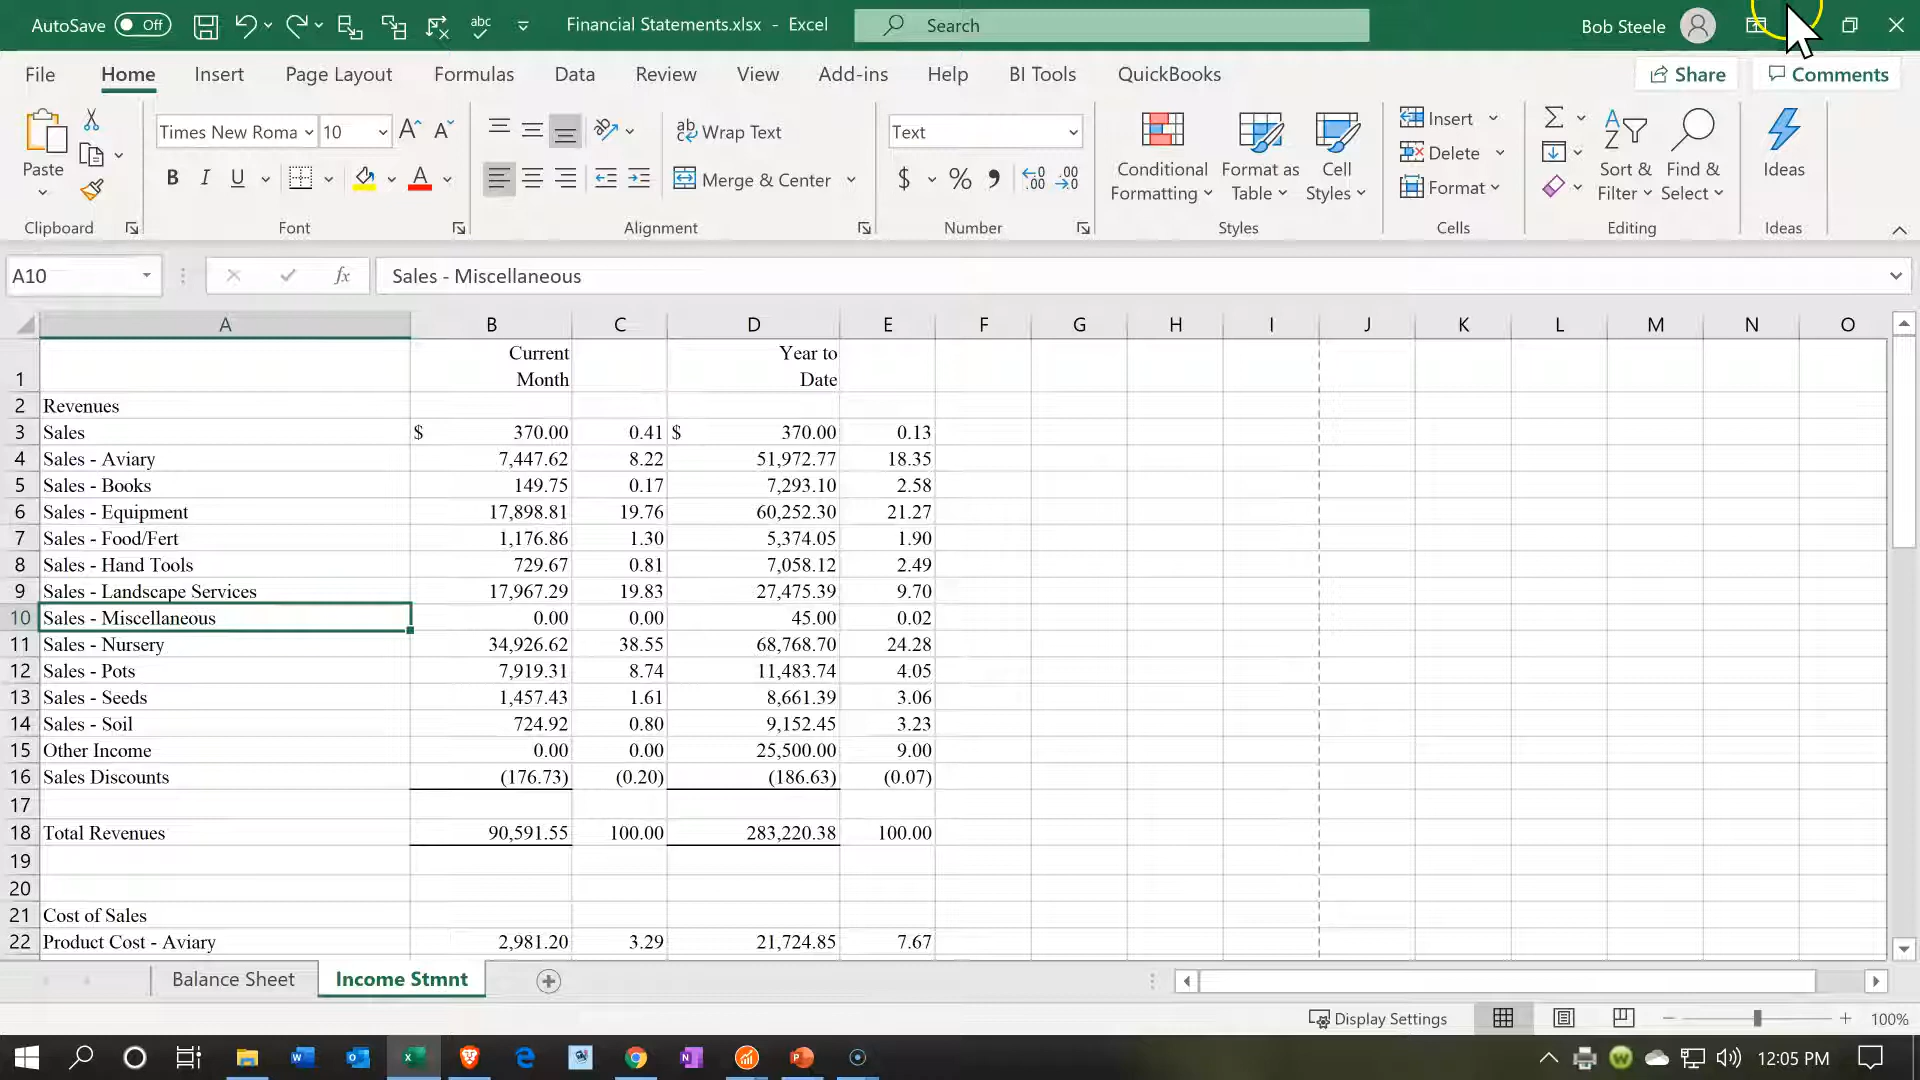 AutoSave Off Financial Statements.xlsx - Excel Search Bob Steele
File Home Insert Page Layout Formulas Data Review View Add-ins Help BI Tools QuickBooks Share Comments
Times New Roma 10 ab Wrap Text Text Insert
Paste B I U Merge & Center $ % Conditional Formatting Format as Table Cell Styles Delete Format Sort & Filter Find & Select Ideas
Clipboard Font Alignment Number Styles Cells Editing Ideas
A10 fx Sales - Miscellaneous
A B C D E F G H I J K L M N O
Current Year to
1 Month Date
2 Revenues
3 Sales $ 370.00 0.41 $ 370.00 0.13
4 Sales - Aviary 7,447.62 8.22 51,972.77 18.35
5 Sales - Books 149.75 0.17 7,293.10 2.58
6 Sales - Equipment 17,898.81 19.76 60,252.30 21.27
7 Sales - Food/Fert 1,176.86 1.30 5,374.05 1.90
8 Sales - Hand Tools 729.67 0.81 7,058.12 2.49
9 Sales - Landscape Services 17,967.29 19.83 27,475.39 9.70
10 Sales - Miscellaneous 0.00 0.00 45.00 0.02
11 Sales - Nursery 34,926.62 38.55 68,768.70 24.28
12 Sales - Pots 7,919.31 8.74 11,483.74 4.05
13 Sales - Seeds 1,457.43 1.61 8,661.39 3.06
14 Sales - Soil 724.92 0.80 9,152.45 3.23
15 Other Income 0.00 0.00 25,500.00 9.00
16 Sales Discounts (176.73) (0.20) (186.63) (0.07)
17
18 Total Revenues 90,591.55 100.00 283,220.38 100.00
19
20
21 Cost of Sales
22 Product Cost - Aviary 2,981.20 3.29 21,724.85 7.67
Balance Sheet Income Stmnt
Display Settings 100%
12:05 PM